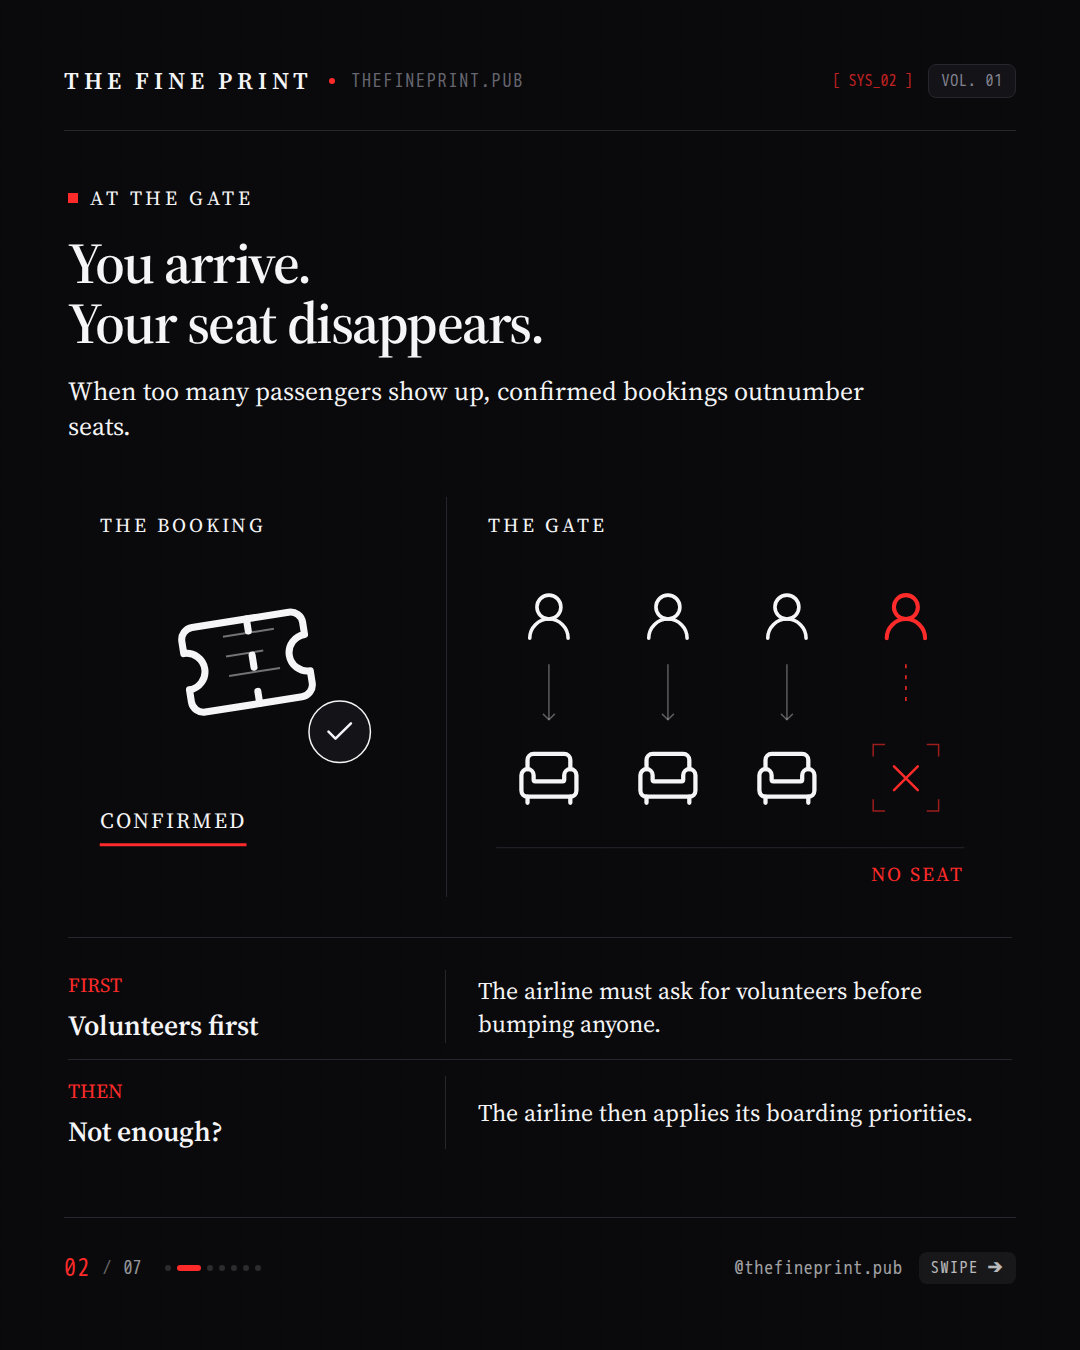 THE FINE PRINT • THEFINEPRINT.PUB [ SYS_02 ] VOL. 01
AT THE GATE
You arrive.
Your seat disappears.
When too many passengers show up, confirmed bookings outnumber
seats.
THE BOOKING
CONFIRMED
THE GATE
NO SEAT
FIRST
Volunteers first
The airline must ask for volunteers before
bumping anyone.
THEN
Not enough?
The airline then applies its boarding priorities.
02 / 07 @thefineprint.pub SWIPE →